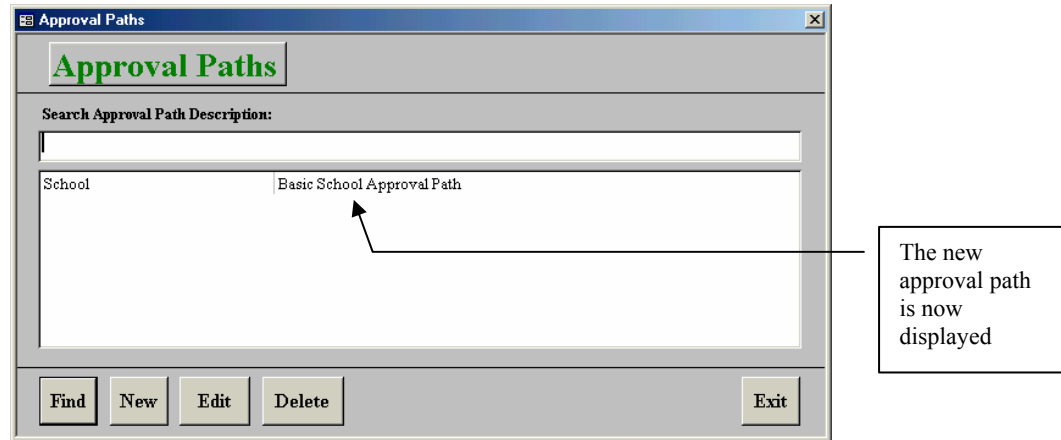 Approval Paths
Approval Paths
Search Approval Path Description:
School Basic School Approval Path
The new
approval path
is now
displayed
Find New Edit Delete Exit